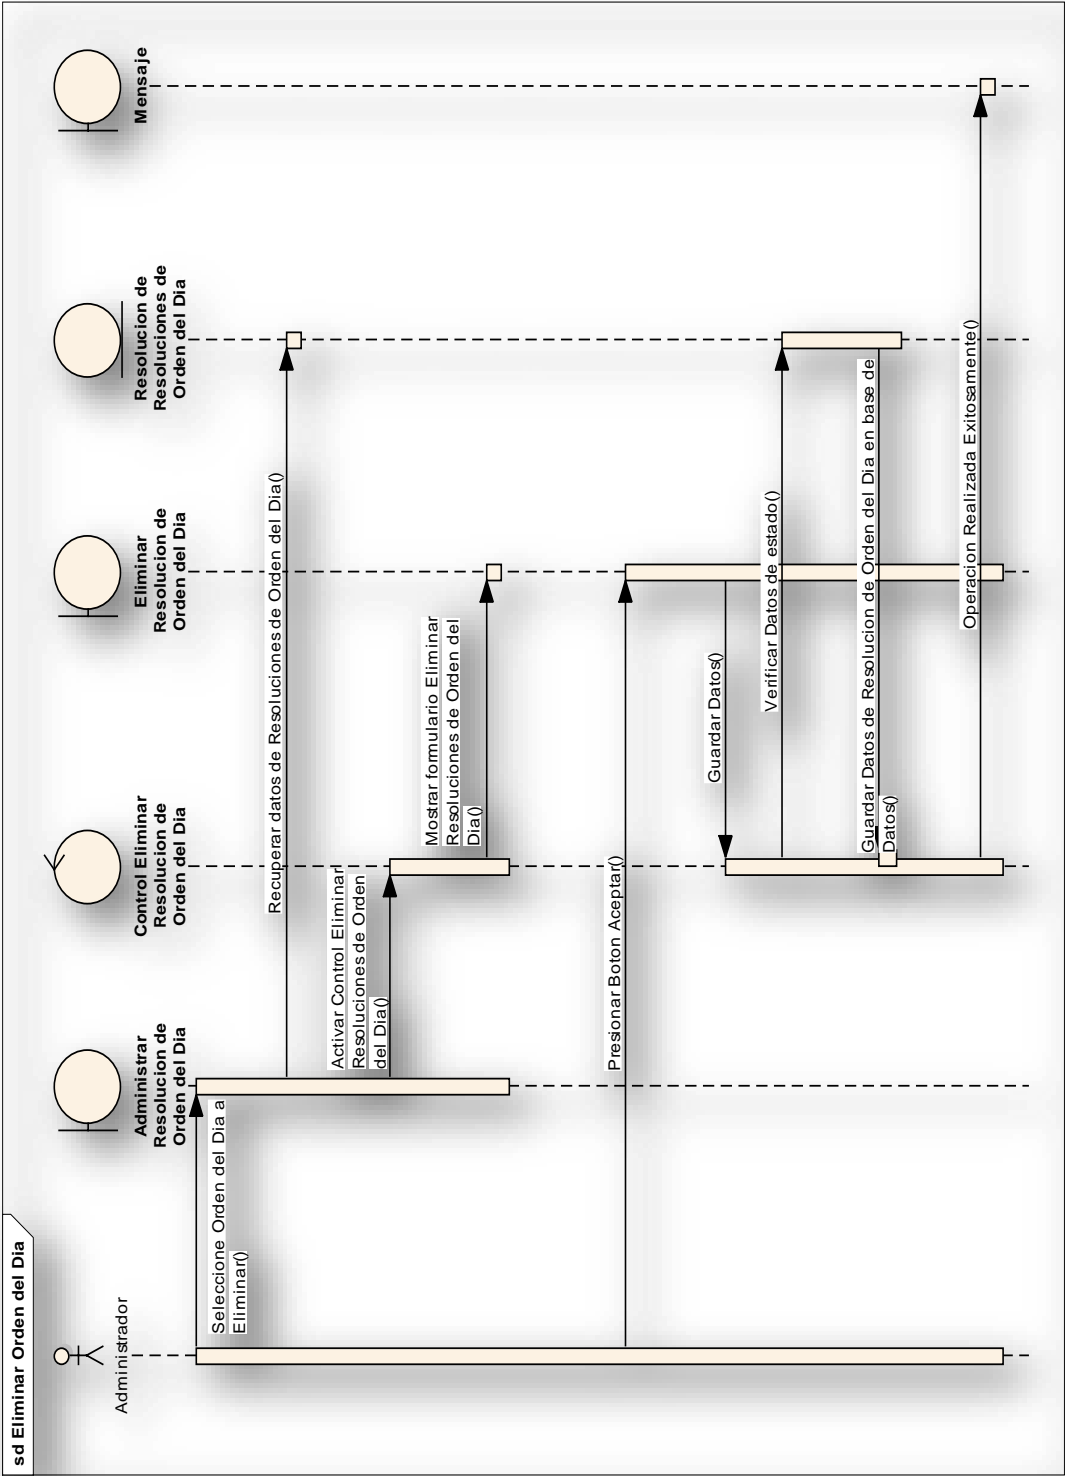 sd Eliminar Orden del Dia
Administrador
Administrar
Resolucion de
Orden del Dia
Control Eliminar
Resolucion de
Orden del Dia
Eliminar
Resolucion de
Orden del Dia
Resolucion de
Resoluciones de
Orden del Dia
Mensaje
Seleccione Orden del Dia a
Eliminar()
Recuperar datos de Resoluciones de Orden del Dia()
Activar Control Eliminar
Resoluciones de Orden
del Dia()
Mostrar formulario Eliminar
Resoluciones de Orden del
Dia()
Presionar Boton Aceptar()
Guardar Datos()
Verificar Datos de estado()
Guardar Datos de Resolucion de Orden del Dia en base de
Datos()
Operacion Realizada Exitosamente()